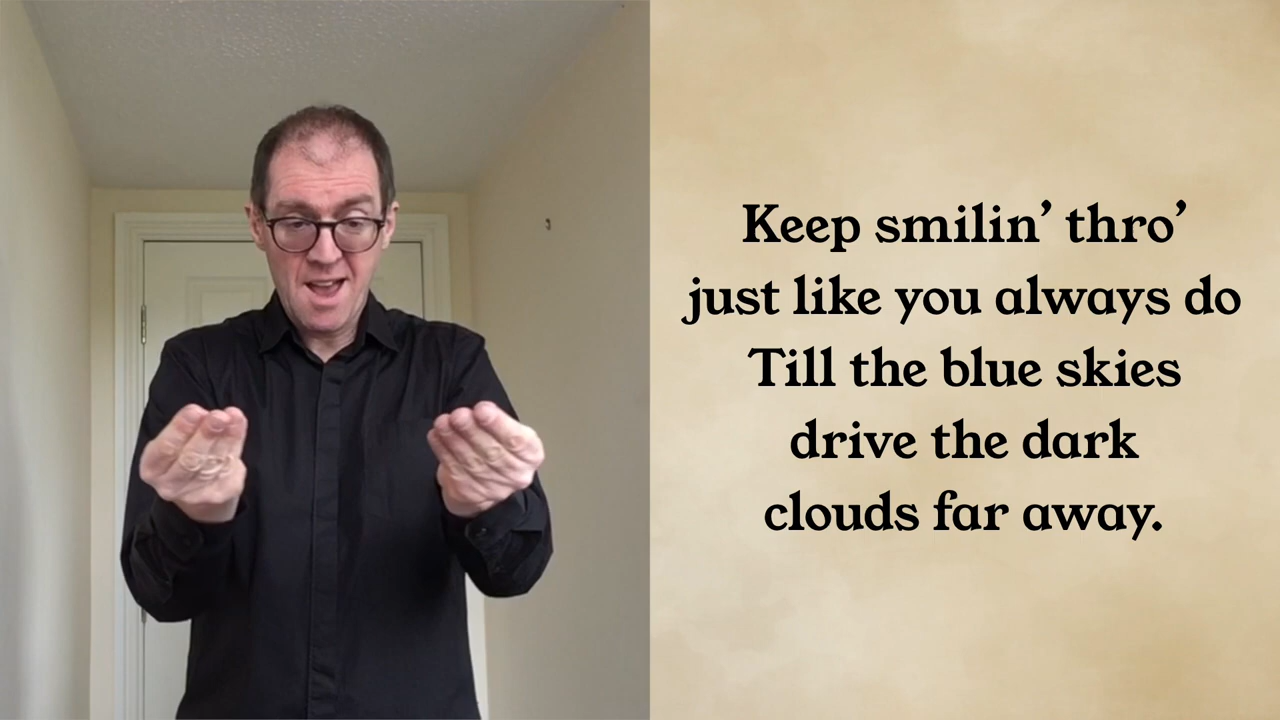 Keep smilin’ thro’
just like you always do
Till the blue skies
drive the dark
clouds far away.